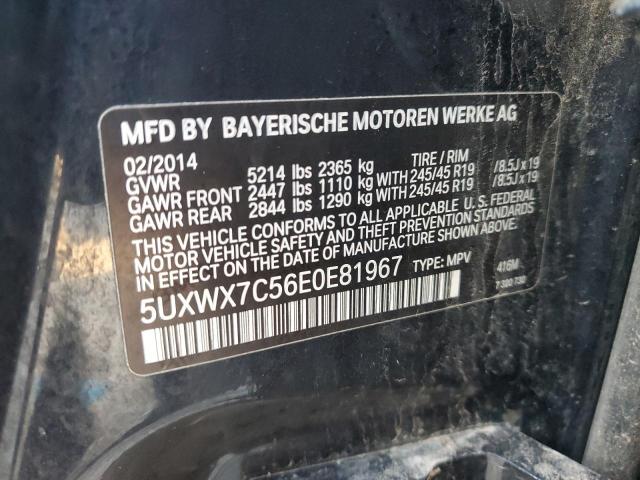 MFD BY BAYERISCHE MOTOREN WERKE AG
02/2014 TIRE / RIM
GVWR 5214 lbs 2365 kg
GAWR FRONT 2447 lbs 1110 kg WITH 245/45 R19 /8.5J x 19
GAWR REAR 2844 lbs 1290 kg WITH 245/45 R19 /8.5J x 19
THIS VEHICLE CONFORMS TO ALL APPLICABLE U. S. FEDERAL
MOTOR VEHICLE SAFETY AND THEFT PREVENTION STANDARDS
IN EFFECT ON THE DATE OF MANUFACTURE SHOWN ABOVE.
5UXWX7C56E0E81967 TYPE: MPV 416M
7 300 730